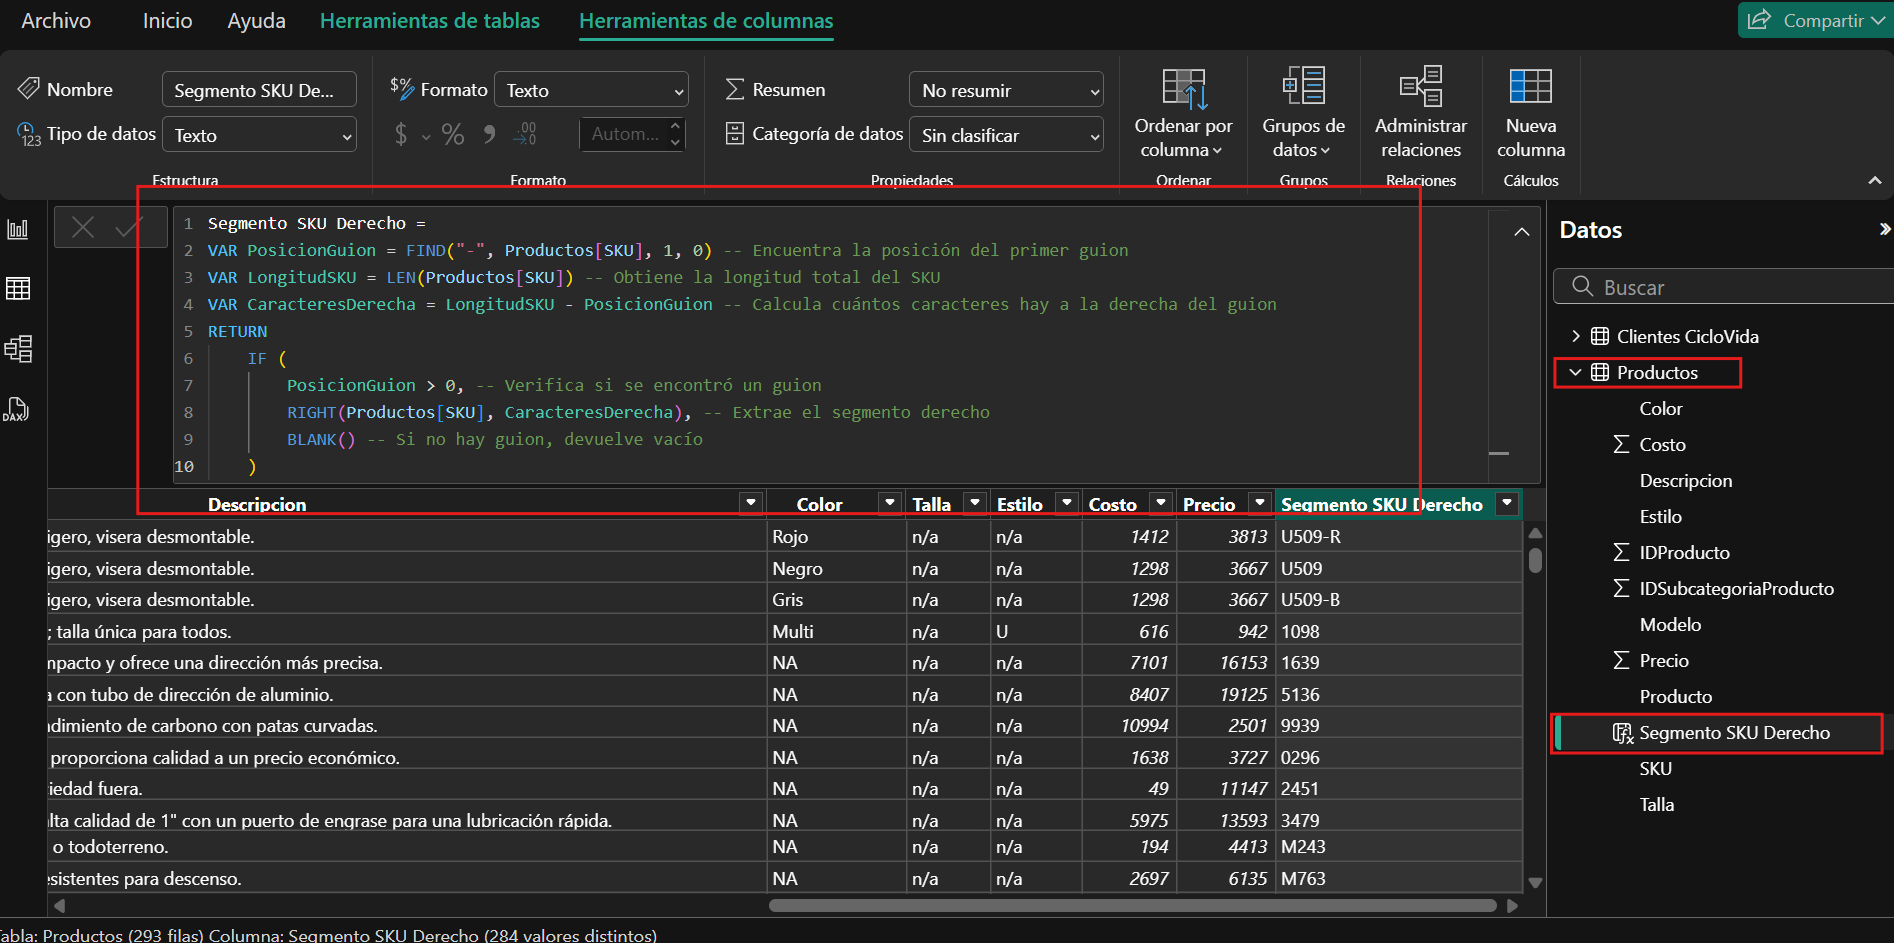 Archivo Inicio Ayuda Herramientas de tablas Herramientas de columnas Compartir
Nombre Segmento SKU De... Formato Texto Resumen No resumir
Tipo de datos Texto $ % 9 .00 Autom... Categoría de datos Sin clasificar
Ordenar por columna
Grupos de datos
Administrar relaciones
Nueva columna
Estructura Formato Propiedades Ordenar Grupos Relaciones Cálculos
1 Segmento SKU Derecho =
2 VAR PosicionGuion = FIND("-", Productos[SKU], 1, 0) -- Encuentra la posición del primer guion
3 VAR LongitudSKU = LEN(Productos[SKU]) -- Obtiene la longitud total del SKU
4 VAR CaracteresDerecha = LongitudSKU - PosicionGuion -- Calcula cuántos caracteres hay a la derecha del guion
5 RETURN
6 IF (
7 PosicionGuion > 0, -- Verifica si se encontró un guion
8 RIGHT(Productos[SKU], CaracteresDerecha), -- Extrae el segmento derecho
9 BLANK() -- Si no hay guion, devuelve vacío
10 )
DAX
Descripcion Color Talla Estilo Costo Precio Segmento SKU Derecho
igero, visera desmontable. Rojo n/a n/a 1412 3813 U509-R
igero, visera desmontable. Negro n/a n/a 1298 3667 U509
igero, visera desmontable. Gris n/a n/a 1298 3667 U509-B
; talla única para todos. Multi n/a U 616 942 1098
mpacto y ofrece una dirección más precisa. NA n/a n/a 7101 16153 1639
a con tubo de dirección de aluminio. NA n/a n/a 8407 19125 5136
ndimiento de carbono con patas curvadas. NA n/a n/a 10994 2501 9939
proporciona calidad a un precio económico. NA n/a n/a 1638 3727 0296
iedad fuera. NA n/a n/a 49 11147 2451
alta calidad de 1" con un puerto de engrase para una lubricación rápida. NA n/a n/a 5975 13593 3479
o todoterreno. NA n/a n/a 194 4413 M243
esistentes para descenso. NA n/a n/a 2697 6135 M763
Datos
Buscar
Clientes CicloVida
Productos
Color
Costo
Descripcion
Estilo
IDProducto
IDSubcategoriaProducto
Modelo
Precio
Producto
Segmento SKU Derecho
SKU
Talla
Tabla: Productos (293 filas) Columna: Segmento SKU Derecho (284 valores distintos)